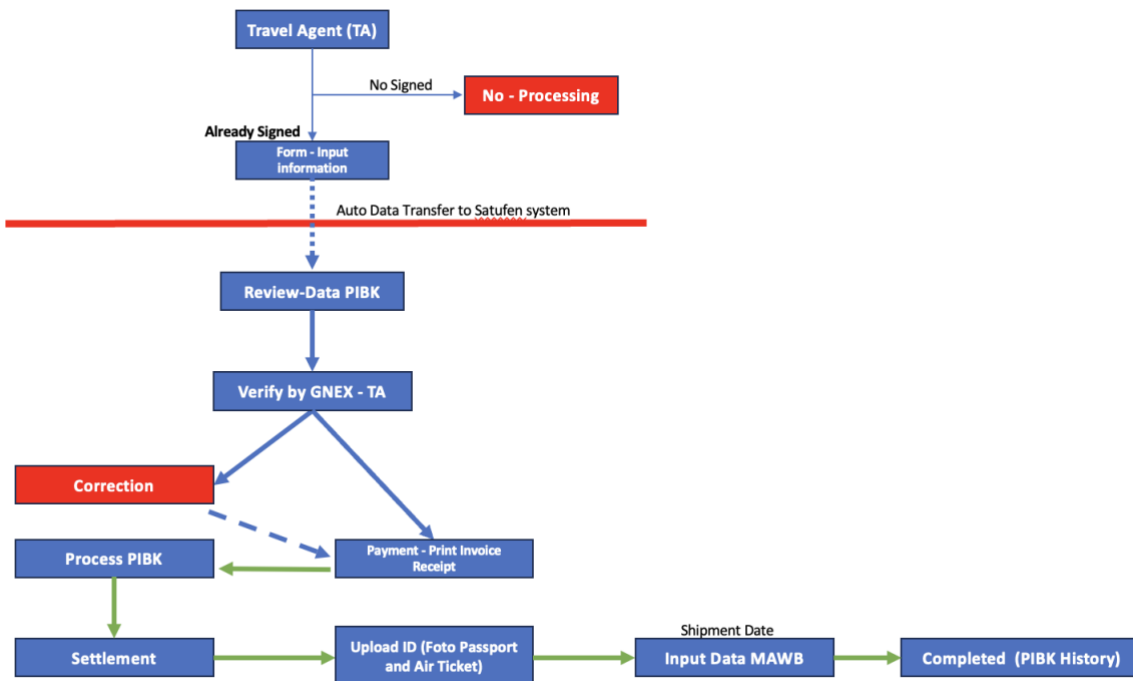 Travel Agent (TA)
No Signed
No - Processing
Already Signed
Form - Input
information
Auto Data Transfer to Satufen system
Review-Data PIBK
Verify by GNEX - TA
Correction
Process PIBK
Payment - Print Invoice
Receipt
Settlement
Upload ID (Foto Passport
and Air Ticket)
Shipment Date
Input Data MAWB
Completed (PIBK History)